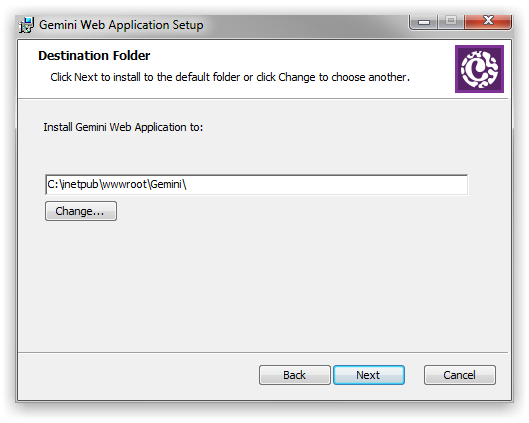 Gemini Web Application Setup
Destination Folder
Click Next to install to the default folder or click Change to choose another.
Install Gemini Web Application to:
C:\inetpub\wwwroot\Gemini\
Change...
Back
Next
Cancel